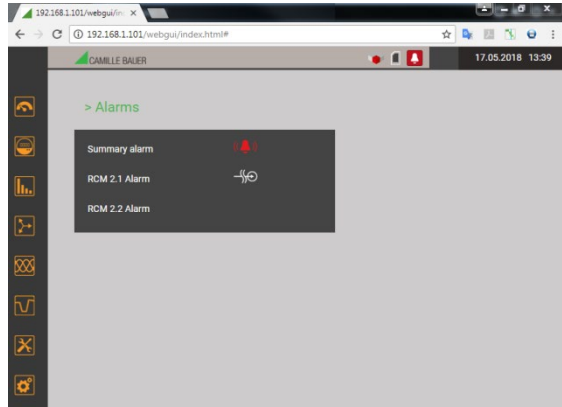 192.168.1.101/webgui/in
192.168.1.101/webgui/index.html#
CAMILLE BAUER
17.05.2018 13:39
> Alarms
Summary alarm
RCM 2.1 Alarm
RCM 2.2 Alarm